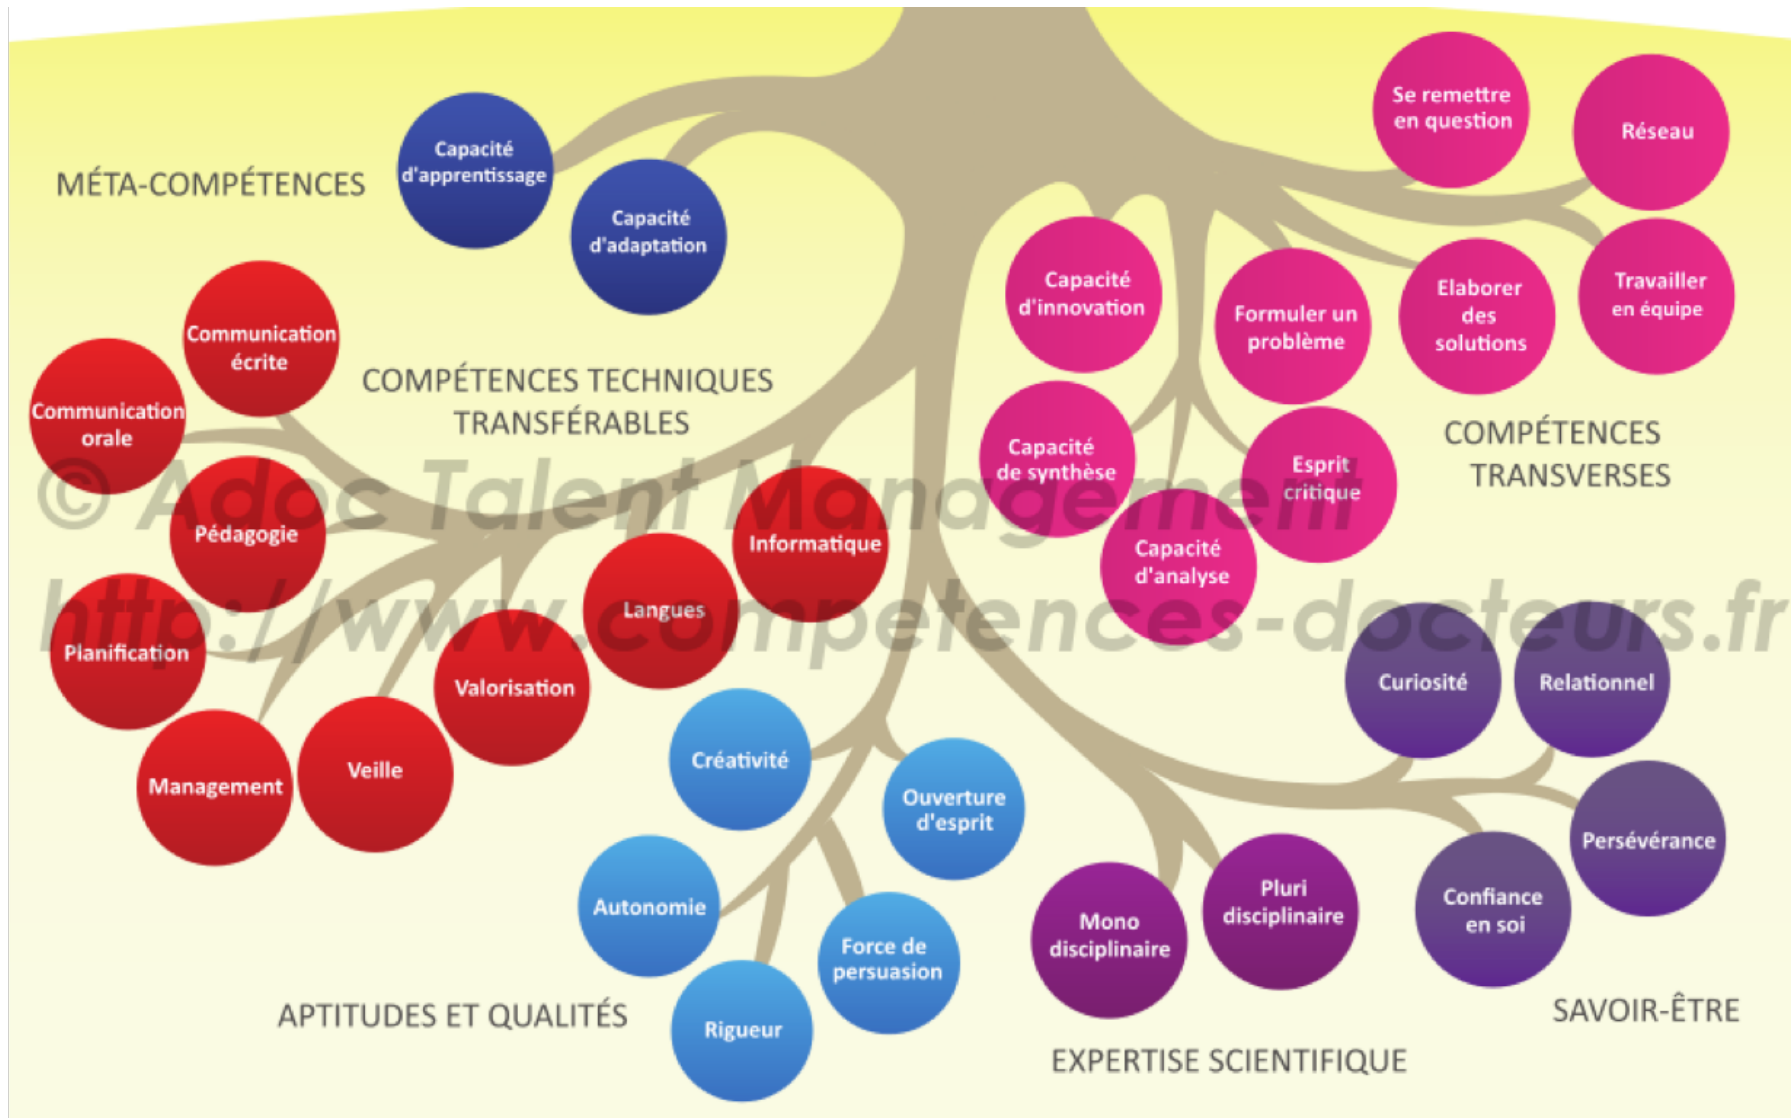 MÉTA-COMPÉTENCES
Capacité
d'apprentissage
Capacité
d'adaptation
COMPÉTENCES TECHNIQUES
TRANSFÉRABLES
Communication
écrite
Communication
orale
Pédagogie
Planification
Management
Veille
Valorisation
Langues
Informatique
Se remettre
en question
Réseau
Travailler
en équipe
Elaborer
des
solutions
Formuler un
problème
Capacité
d'innovation
Capacité
de synthèse
Capacité
d'analyse
Esprit
critique
COMPÉTENCES
TRANSVERSES
© Adoc Talent Management
http://www.competences-docteurs.fr
Créativité
Ouverture
d'esprit
Autonomie
Force de
persuasion
Rigueur
APTITUDES ET QUALITÉS
Mono
disciplinaire
Pluri
disciplinaire
EXPERTISE SCIENTIFIQUE
Curiosité
Relationnel
Persévérance
Confiance
en soi
SAVOIR-ÊTRE